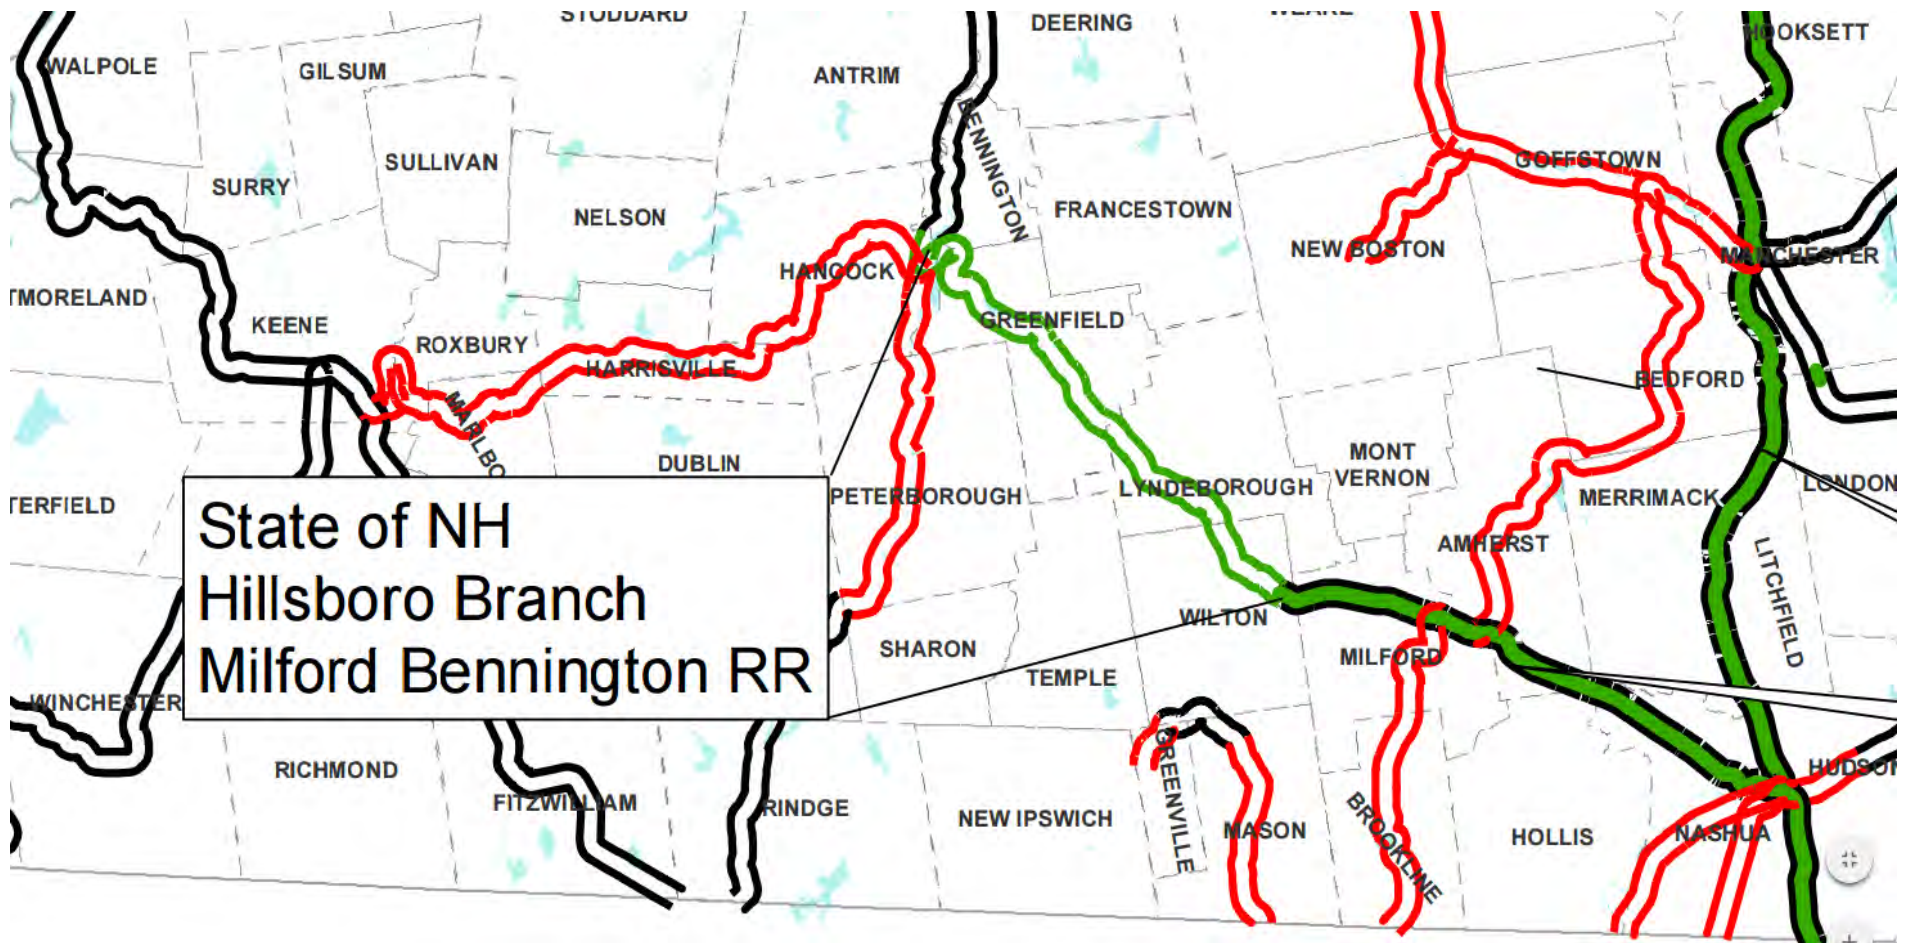 STODDARD
DEERING
WEARE
HOOKSETT
WALPOLE
GILSUM
ANTRIM
BENNINGTON
SULLIVAN
SURRY
GOFFSTOWN
NELSON
FRANCESTOWN
NEW BOSTON
MANCHESTER
HANCOCK
TMORELAND
KEENE
GREENFIELD
ROXBURY
HARRISVILLE
BEDFORD
MARLBO
DUBLIN
MONT
VERNON
PETERBOROUGH
LYNDEBOROUGH
MERRIMACK
LONDON
TERFIELD
State of NH
Hillsboro Branch
Milford Bennington RR
AMHERST
LITCHFIELD
WILTON
SHARON
MILFORD
TEMPLE
WINCHESTER
RICHMOND
FITZWILLIAM
RINDGE
NEW IPSWICH
GREENVILLE
MASON
BROOKLINE
HOLLIS
NASHUA
HUDSON